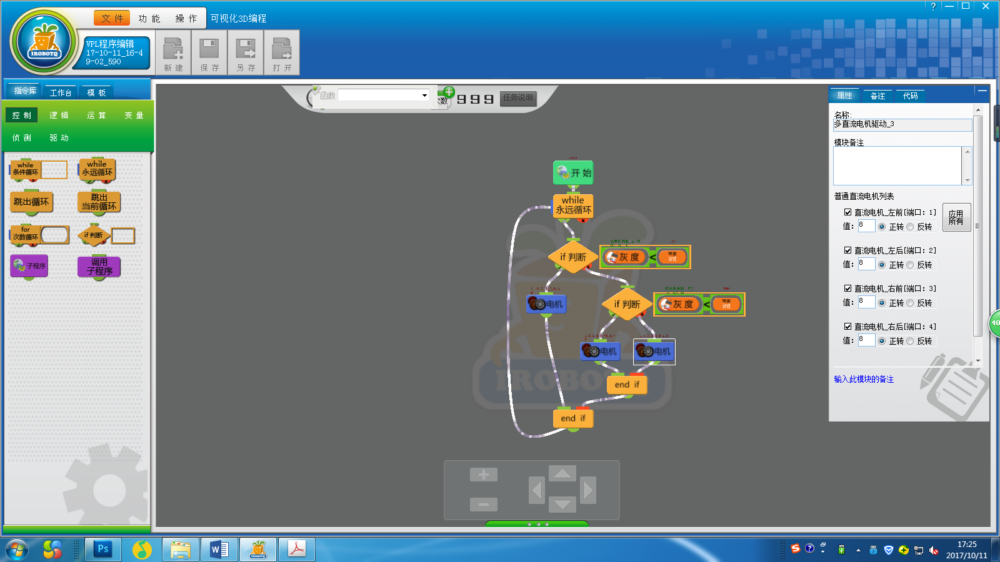 文件
功能
操作
可视化3D编程
VPL程序编辑
17-10-11_16-4
9-02_590
IROBOTQ
新建
保存
另存
打开
指令库
工作台
模板
控制
逻辑
运算
变量
侦测
驱动
while
条件循环
while
永远循环
跳出循环
跳出
当前循环
for
次数循环
if 判断
子程序
调用
子程序
函数
次数
999
任务说明
开始
while
永远循环
if 判断
灰度
<
常量
int
电机
if 判断
灰度
<
常量
int
电机
电机
end if
end if
IROBOTQ
属性
备注
代码
名称:
多直流电机驱动_3
模块备注
普通直流电机列表
直流电机_左前[端口: 1]
值: 8 正转 反转
应用
所有
直流电机_左后[端口: 2]
值: 8 正转 反转
直流电机_右前[端口: 3]
值: 8 正转 反转
直流电机_右后[端口: 4]
值: 8 正转 反转
输入此模块的备注
40
Ps
W
17:25
2017/10/11